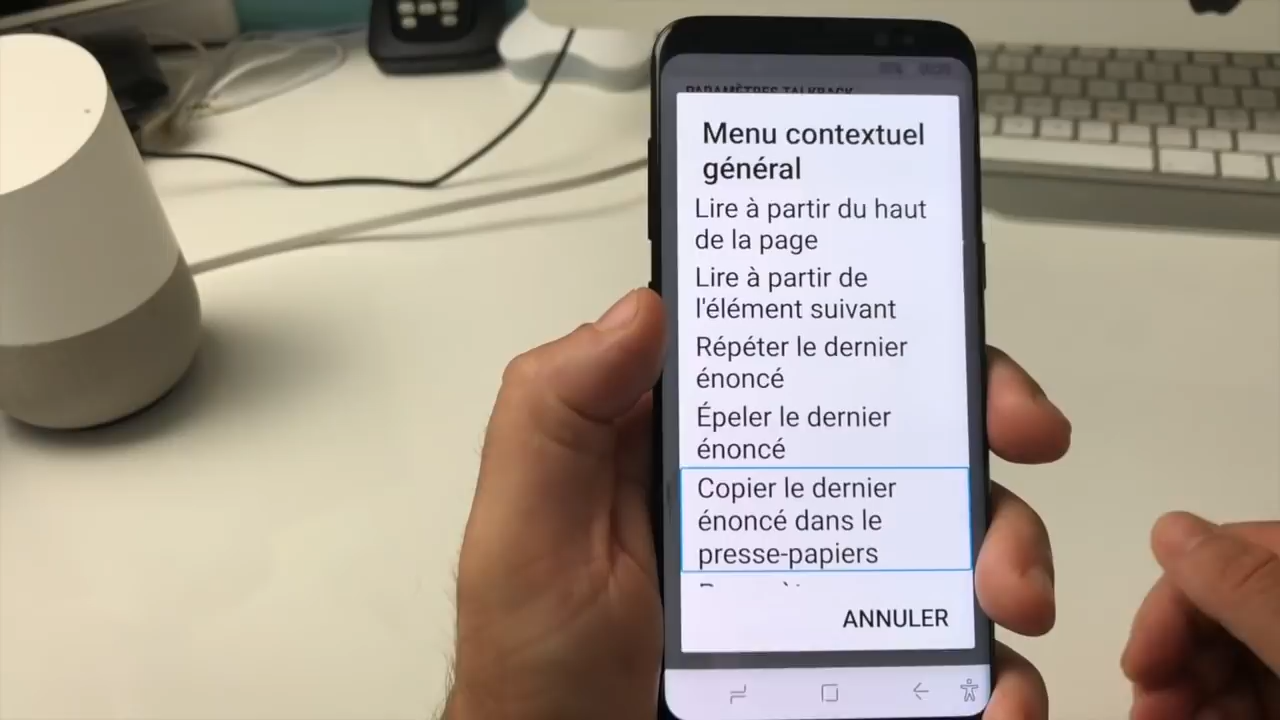 PARAMÈTRES TALKBACK
Menu contextuel
général
Lire à partir du haut
de la page
Lire à partir de
l'élément suivant
Répéter le dernier
énoncé
Épeler le dernier
énoncé
Copier le dernier
énoncé dans le
presse-papiers
ANNULER